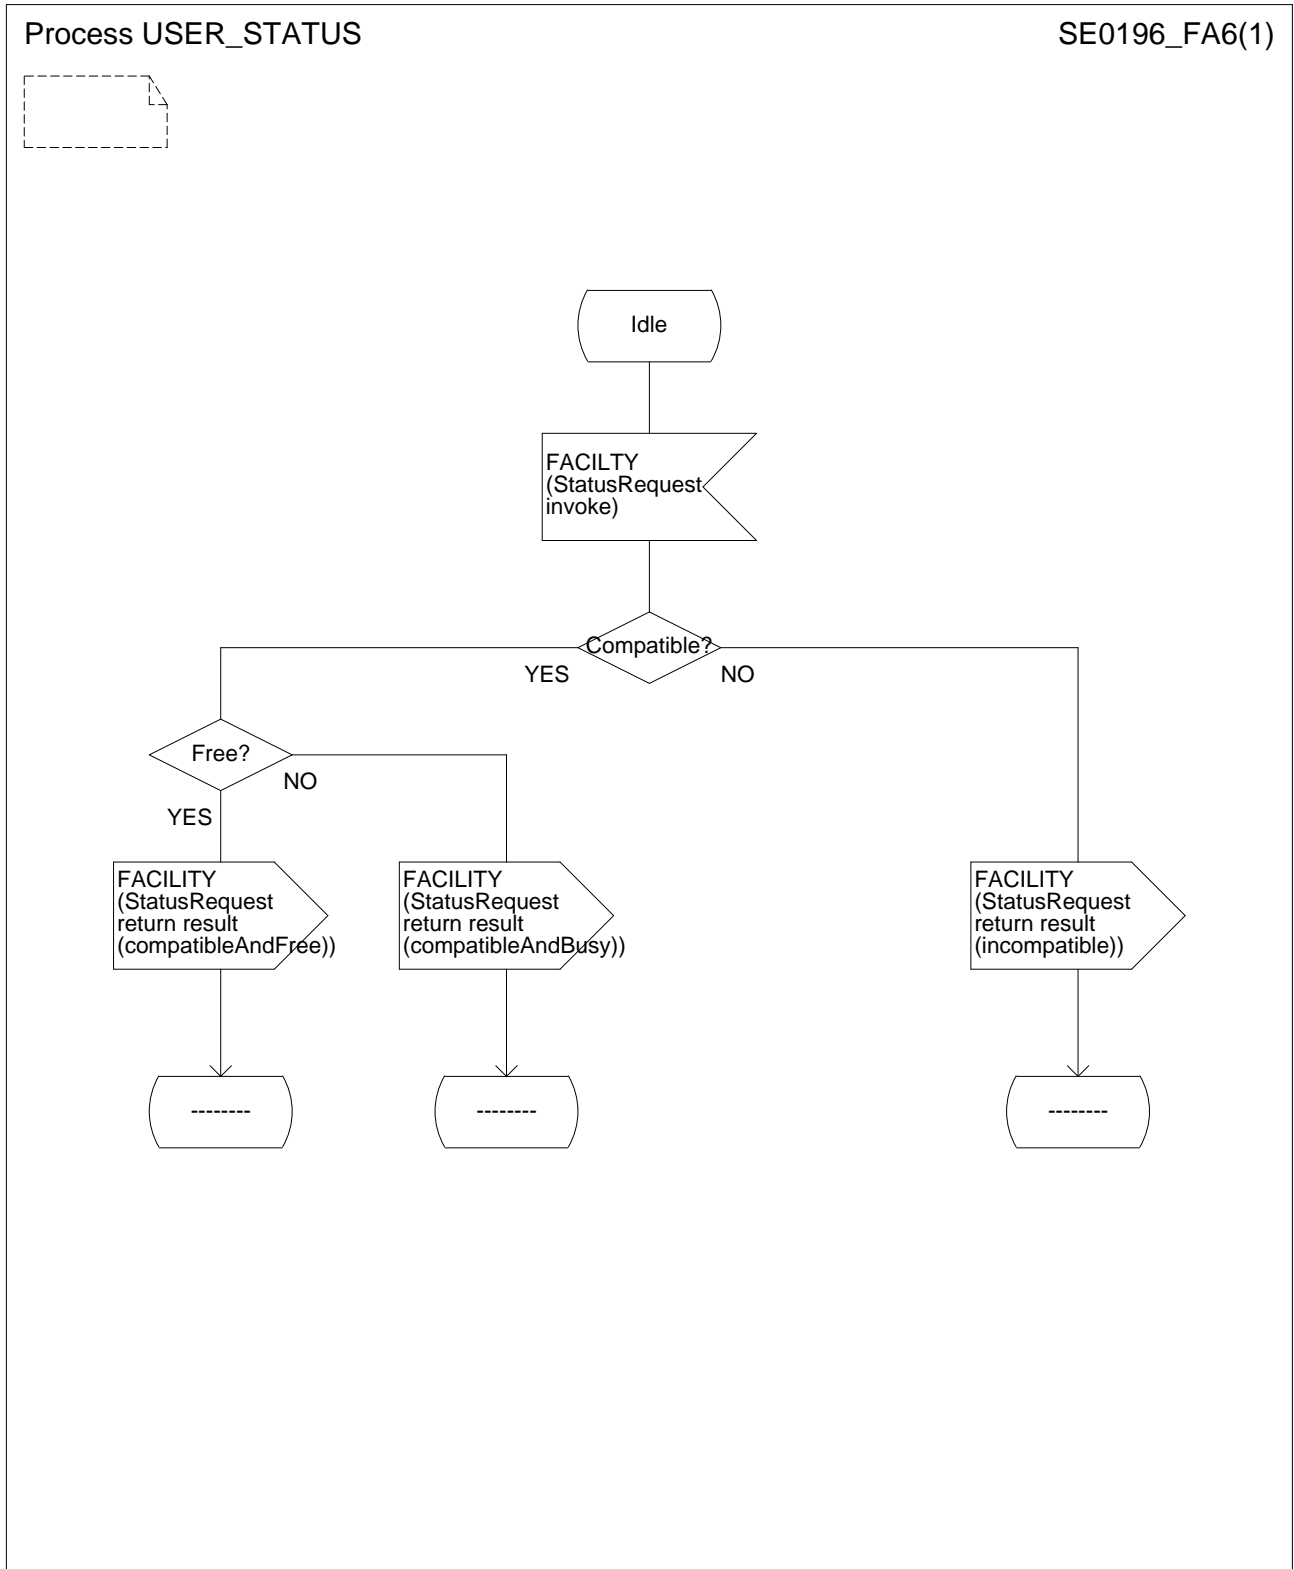 Process USER_STATUS
SE0196_FA6(1)
Idle
FACILTY
(StatusRequest
invoke)
Compatible?
YES
NO
Free?
NO
YES
FACILITY
(StatusRequest
return result
(compatibleAndFree))
FACILITY
(StatusRequest
return result
(compatibleAndBusy))
FACILITY
(StatusRequest
return result
(incompatible))
--------
--------
--------